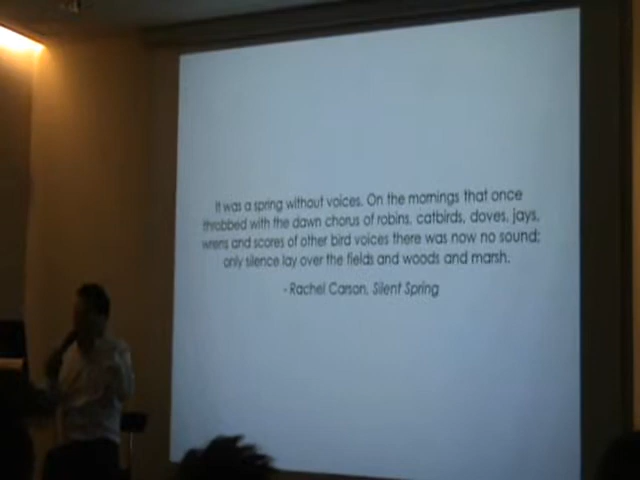 It was a spring without voices. On the mornings that once
throbbed with the dawn chorus of robins, catbirds, doves, jays,
wrens and scores of other bird voices there was now no sound;
only silence lay over the fields and woods and marsh.
- Rachel Carson, Silent Spring